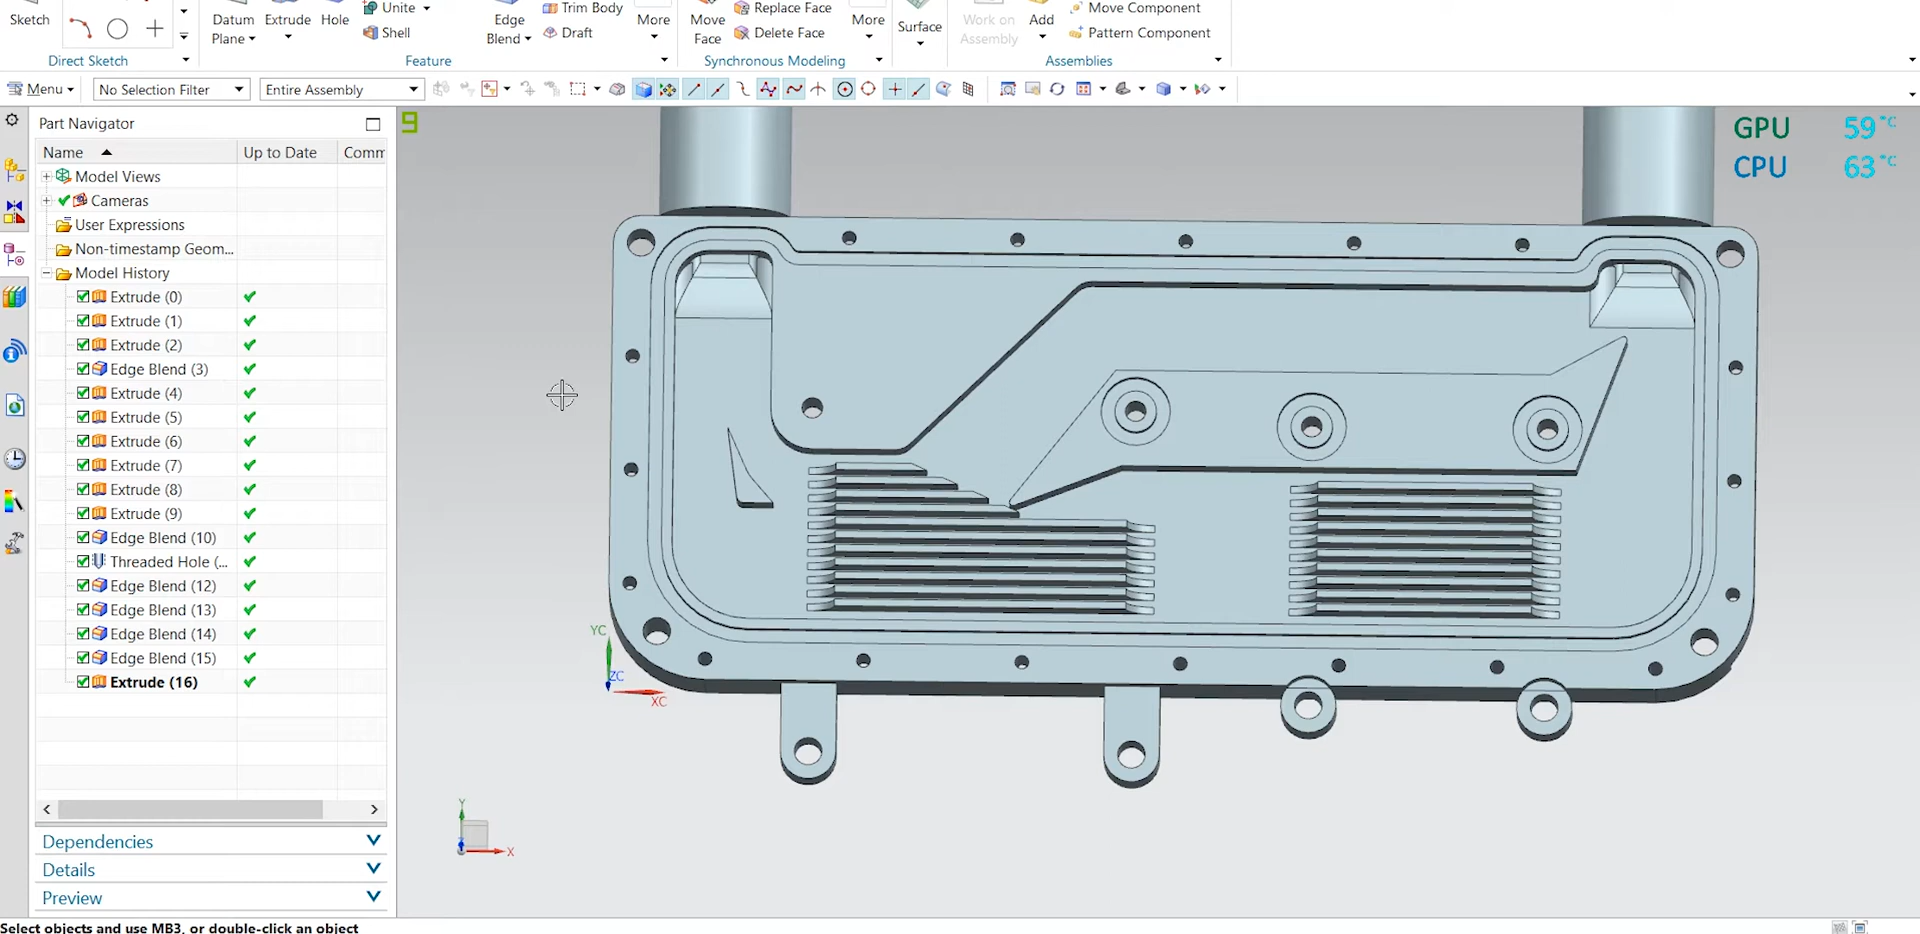 Sketch
Datum Plane
Extrude
Hole
Unite
Shell
Edge Blend
Trim Body
Draft
More
Move Face
Replace Face
Delete Face
More
Surface
Work on Assembly
Add
Move Component
Pattern Component
Direct Sketch
Feature
Synchronous Modeling
Assemblies
Menu
No Selection Filter
Entire Assembly
Part Navigator
9
GPU 59°C
CPU 63°C
Name Up to Date Comm
Model Views
Cameras
User Expressions
Non-timestamp Geom...
Model History
Extrude (0)
Extrude (1)
Extrude (2)
Edge Blend (3)
Extrude (4)
Extrude (5)
Extrude (6)
Extrude (7)
Extrude (8)
Extrude (9)
Edge Blend (10)
Threaded Hole (...
Edge Blend (12)
Edge Blend (13)
Edge Blend (14)
Edge Blend (15)
Extrude (16)
YC
ZC
XC
Y
X
Dependencies
Details
Preview
Select objects and use MB3, or double-click an object